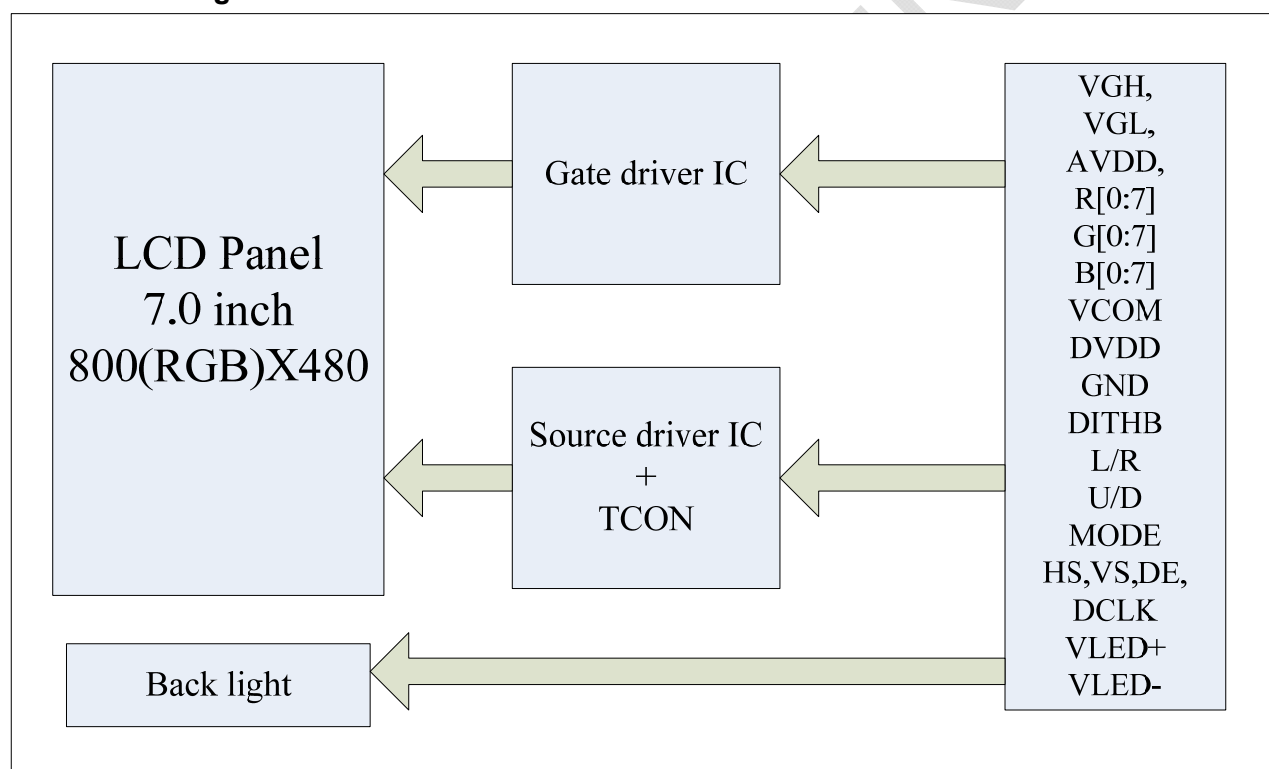 LCD Panel
7.0 inch
800(RGB)X480
Gate driver IC
Source driver IC
+
TCON
Back light
VGH,
VGL,
AVDD,
R[0:7]
G[0:7]
B[0:7]
VCOM
DVDD
GND
DITHB
L/R
U/D
MODE
HS,VS,DE,
DCLK
VLED+
VLED-